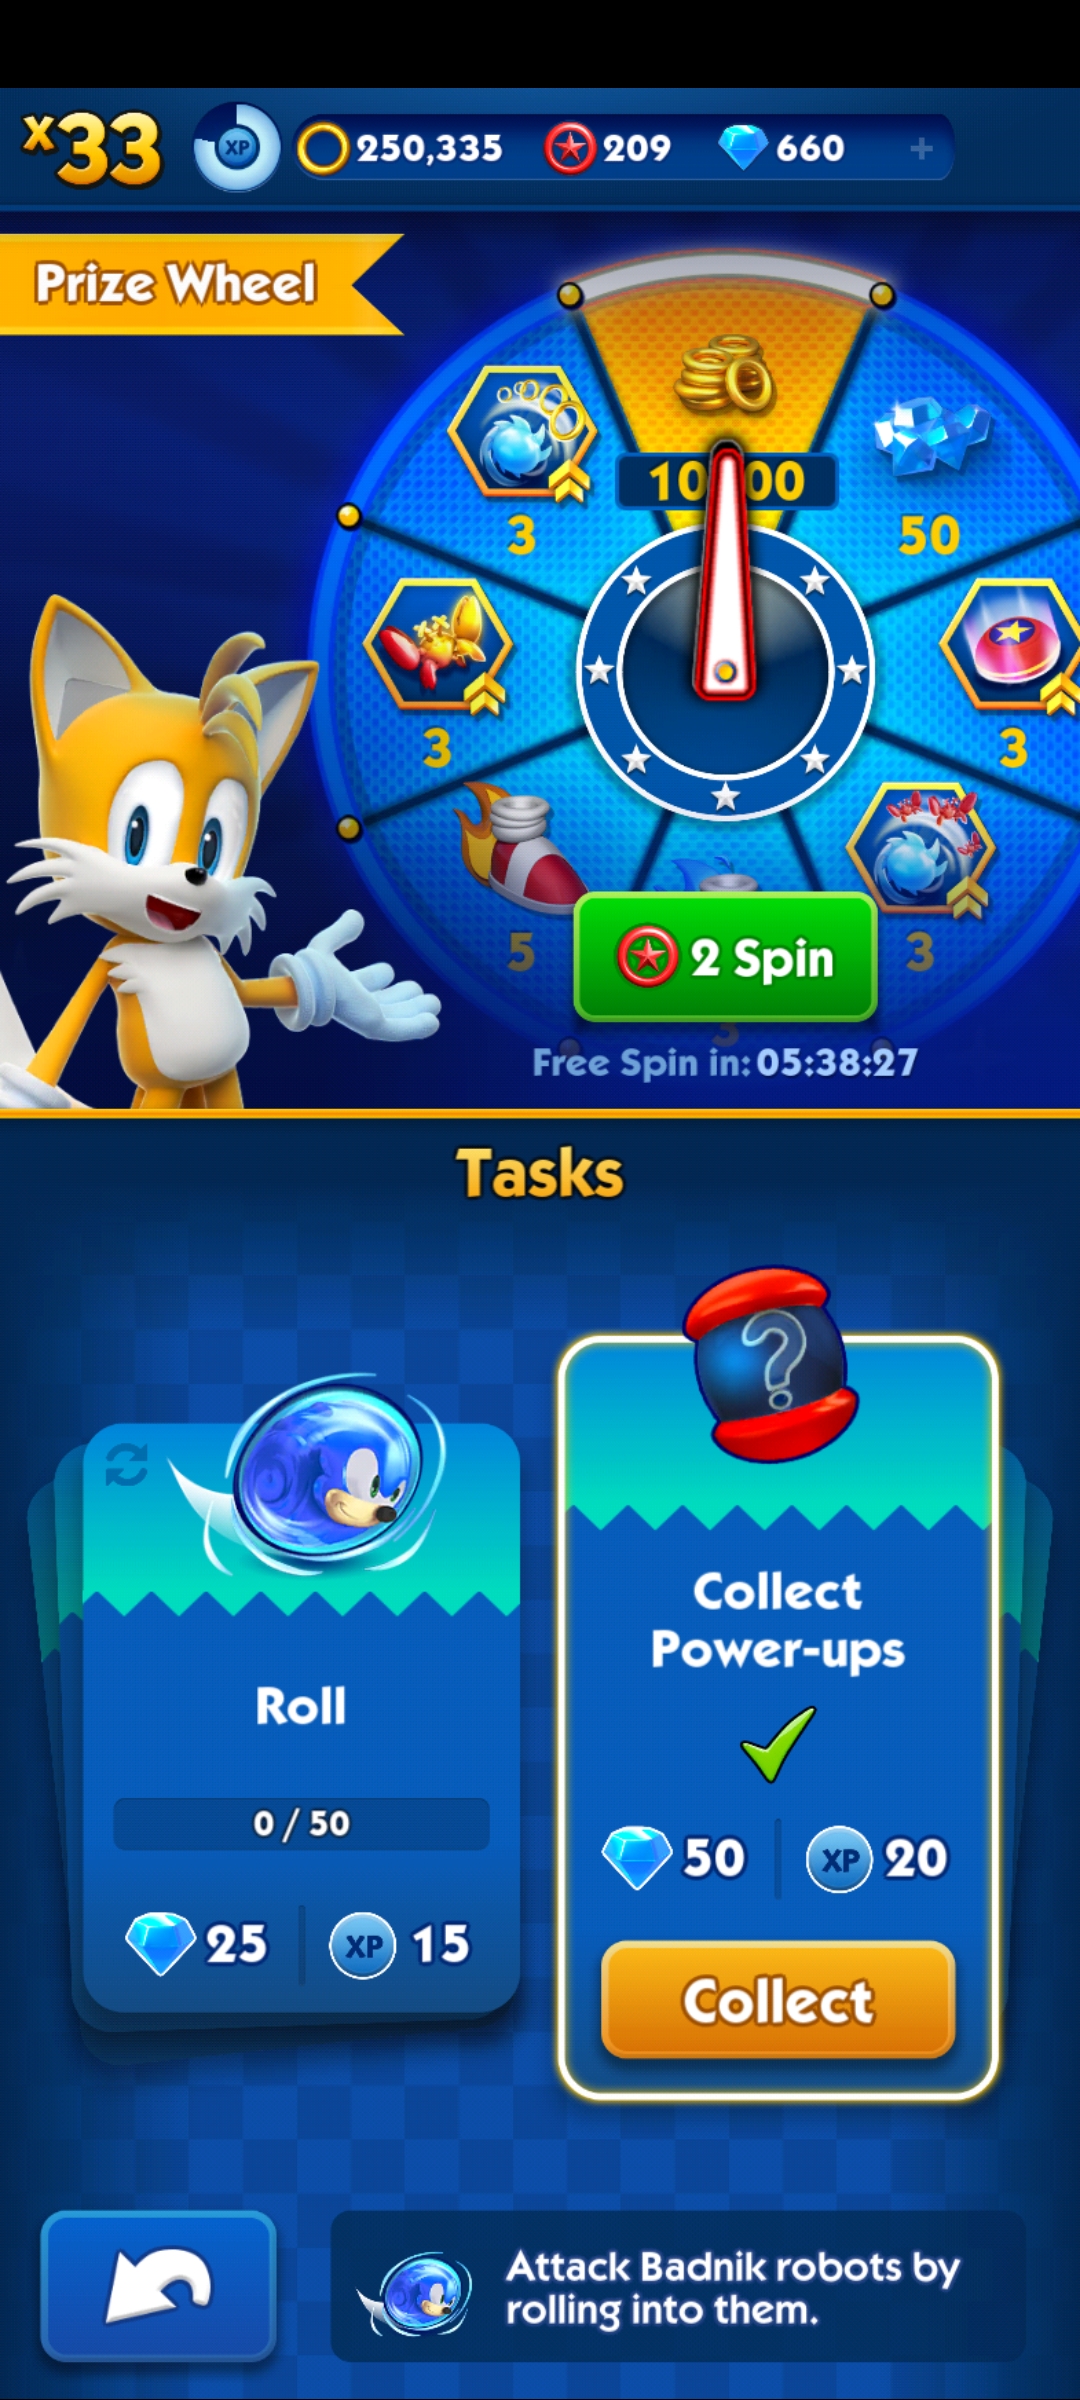 x33
XP
250,335
209
660
+
Prize Wheel
10 00
3
50
3
3
5
3
2 Spin
3
Free Spin in: 05:38:27
Tasks
?
Collect
Power-ups
Roll
0 / 50
50
XP 20
25
XP 15
Collect
Attack Badnik robots by
rolling into them.